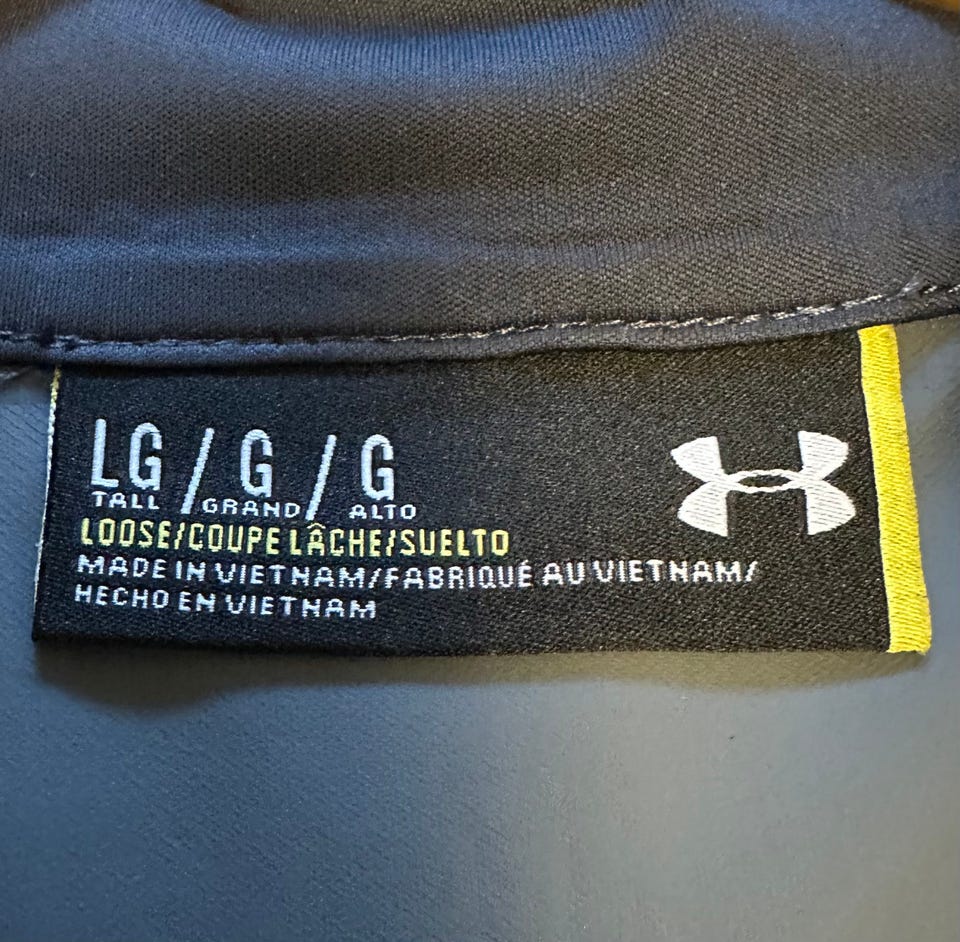 LG / G / G
TALL GRAND ALTO
LOOSE/COUPE LÂCHE/SUELTO
MADE IN VIETNAM/FABRIQUÉ AU VIETNAM/
HECHO EN VIETNAM